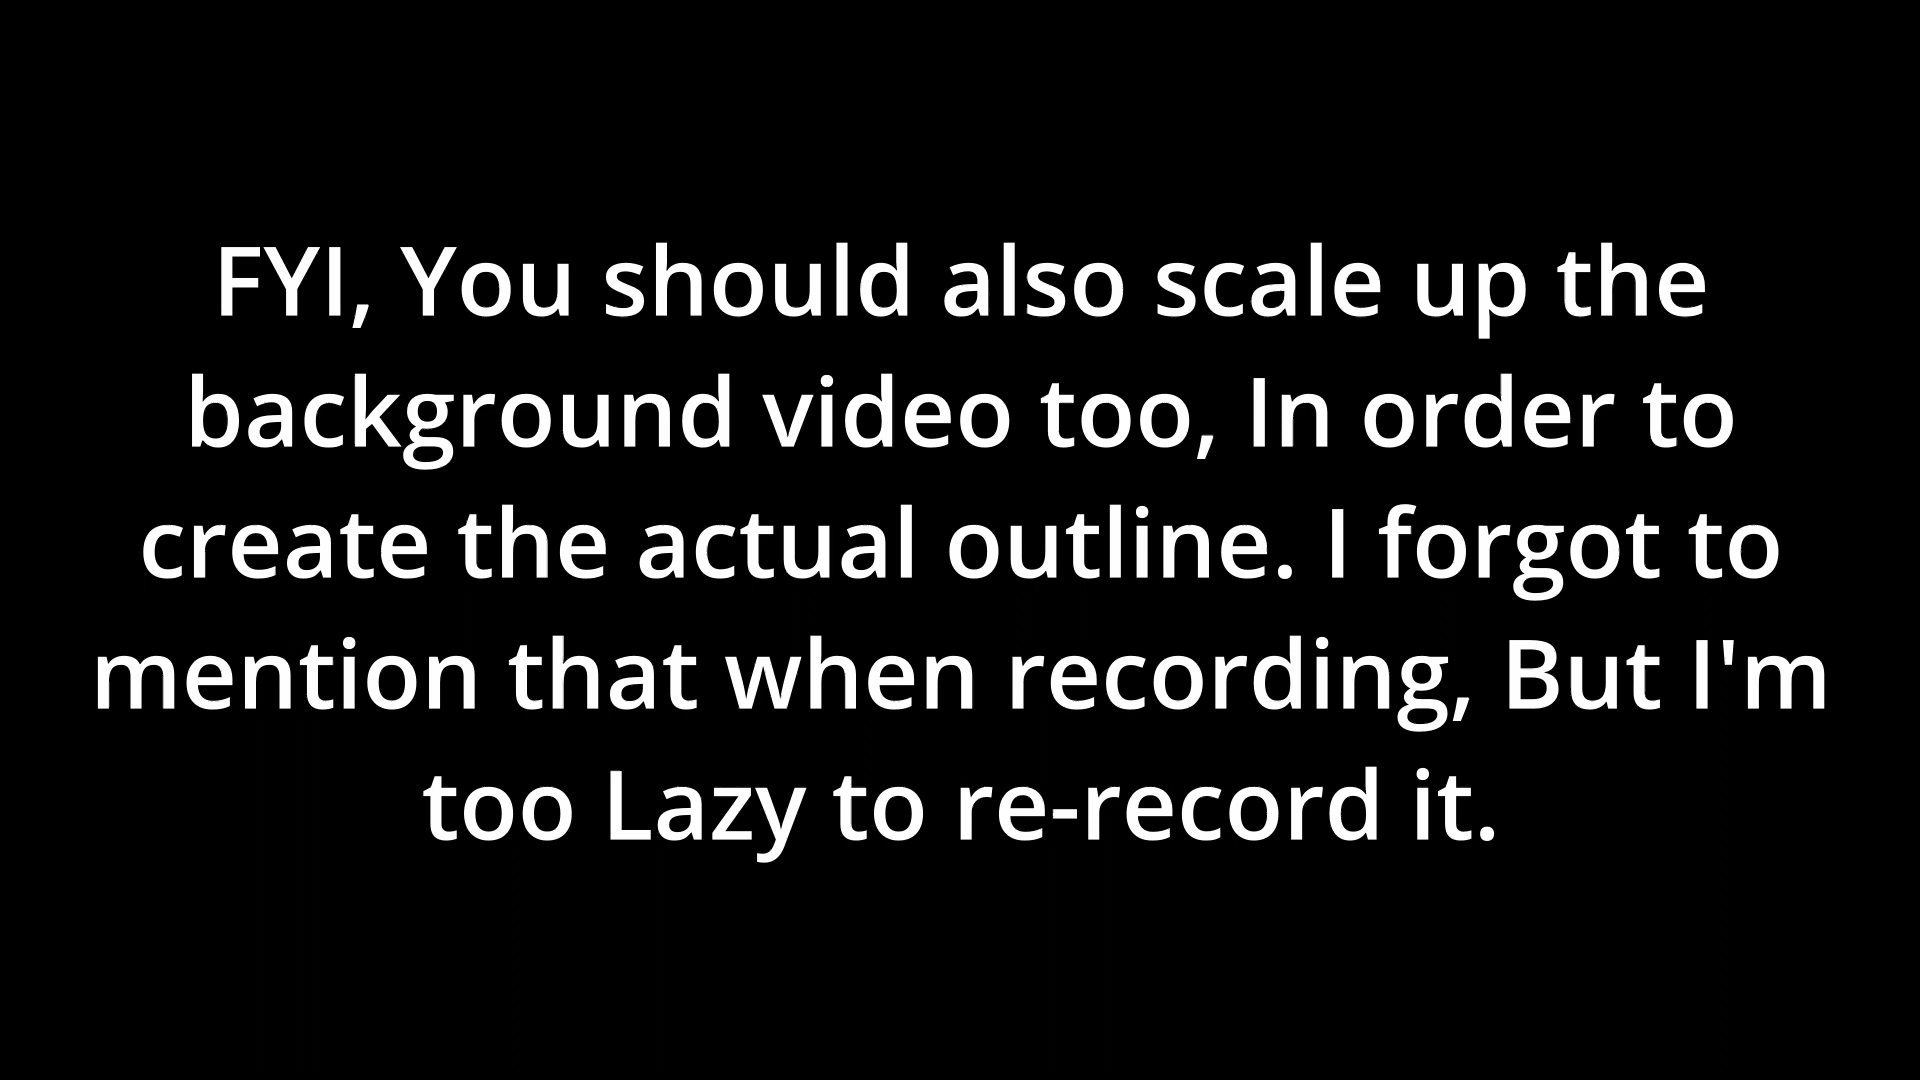 FYI, You should also scale up the
background video too, In order to
create the actual outline. I forgot to
mention that when recording, But I'm
too Lazy to re-record it.